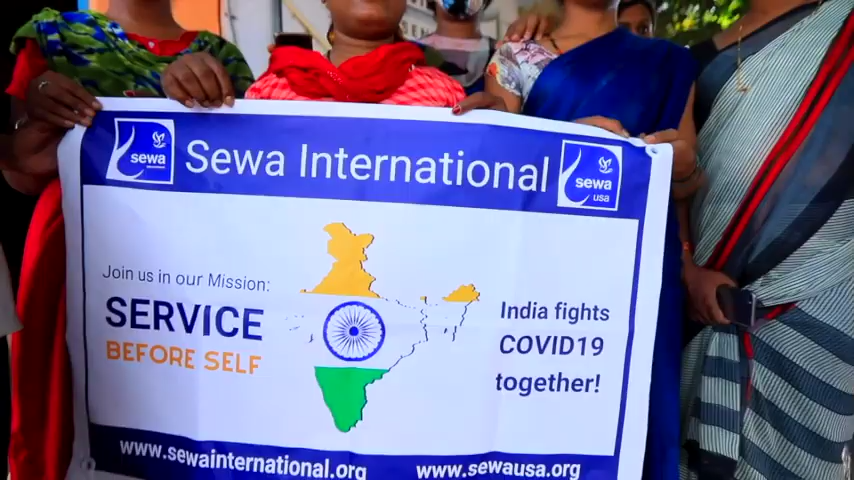 sewa
Sewa International
sewa
usa
Join us in our Mission:
SERVICE
BEFORE SELF
India fights
COVID19
together!
www.sewainternational.org
www.sewausa.org